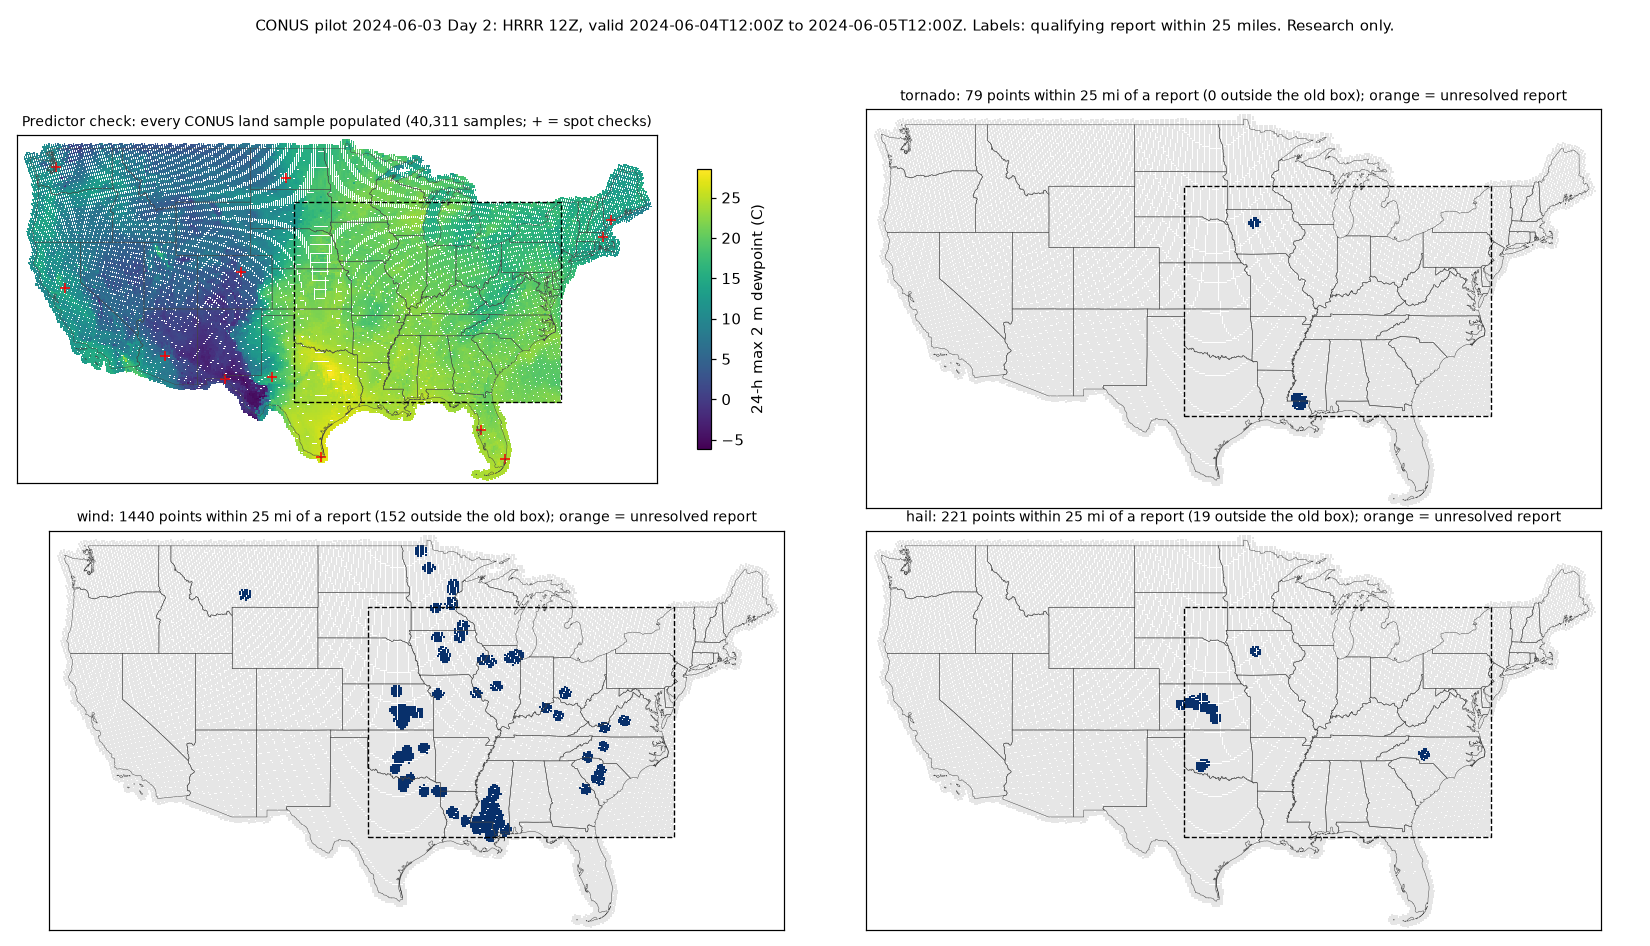 CONUS pilot 2024-06-03 Day 2: HRRR 12Z, valid 2024-06-04T12:00Z to 2024-06-05T12:00Z. Labels: qualifying report within 25 miles. Research only.
Predictor check: every CONUS land sample populated (40,311 samples; + = spot checks)
25
20
15
10
5
0
−5
24-h max 2 m dewpoint (C)
tornado: 79 points within 25 mi of a report (0 outside the old box); orange = unresolved report
wind: 1440 points within 25 mi of a report (152 outside the old box); orange = unresolved report
hail: 221 points within 25 mi of a report (19 outside the old box); orange = unresolved report